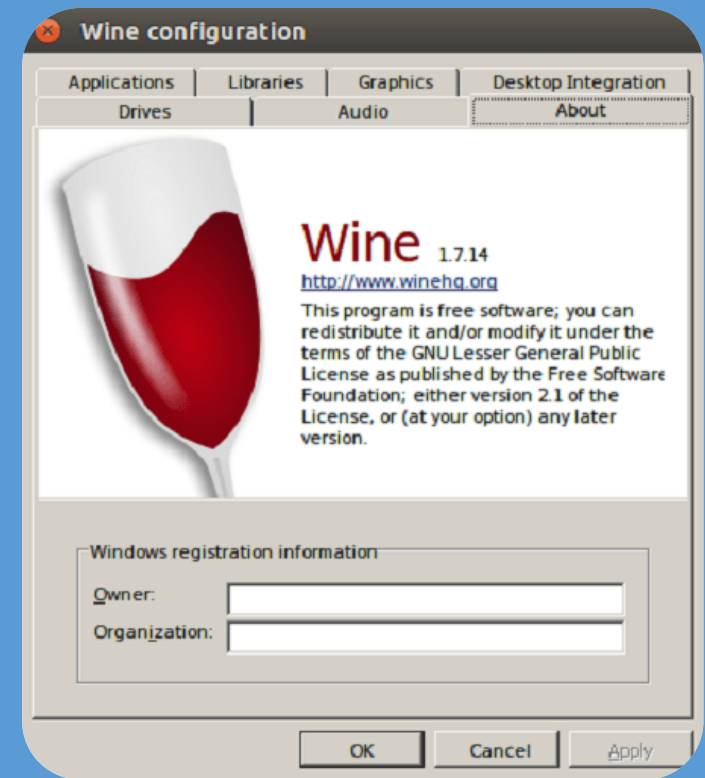 Wine configuration
Applications Libraries Graphics Desktop Integration
Drives Audio About
Wine 1.7.14
http://www.winehq.org
This program is free software; you can
redistribute it and/or modify it under the
terms of the GNU Lesser General Public
License as published by the Free Software
Foundation; either version 2.1 of the
License, or (at your option) any later
version.
Windows registration information
Owner:
Organization:
OK Cancel Apply